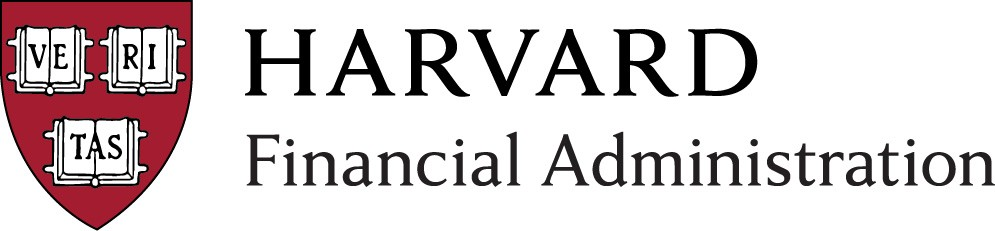 VE RI
TAS
HARVARD
Financial Administration